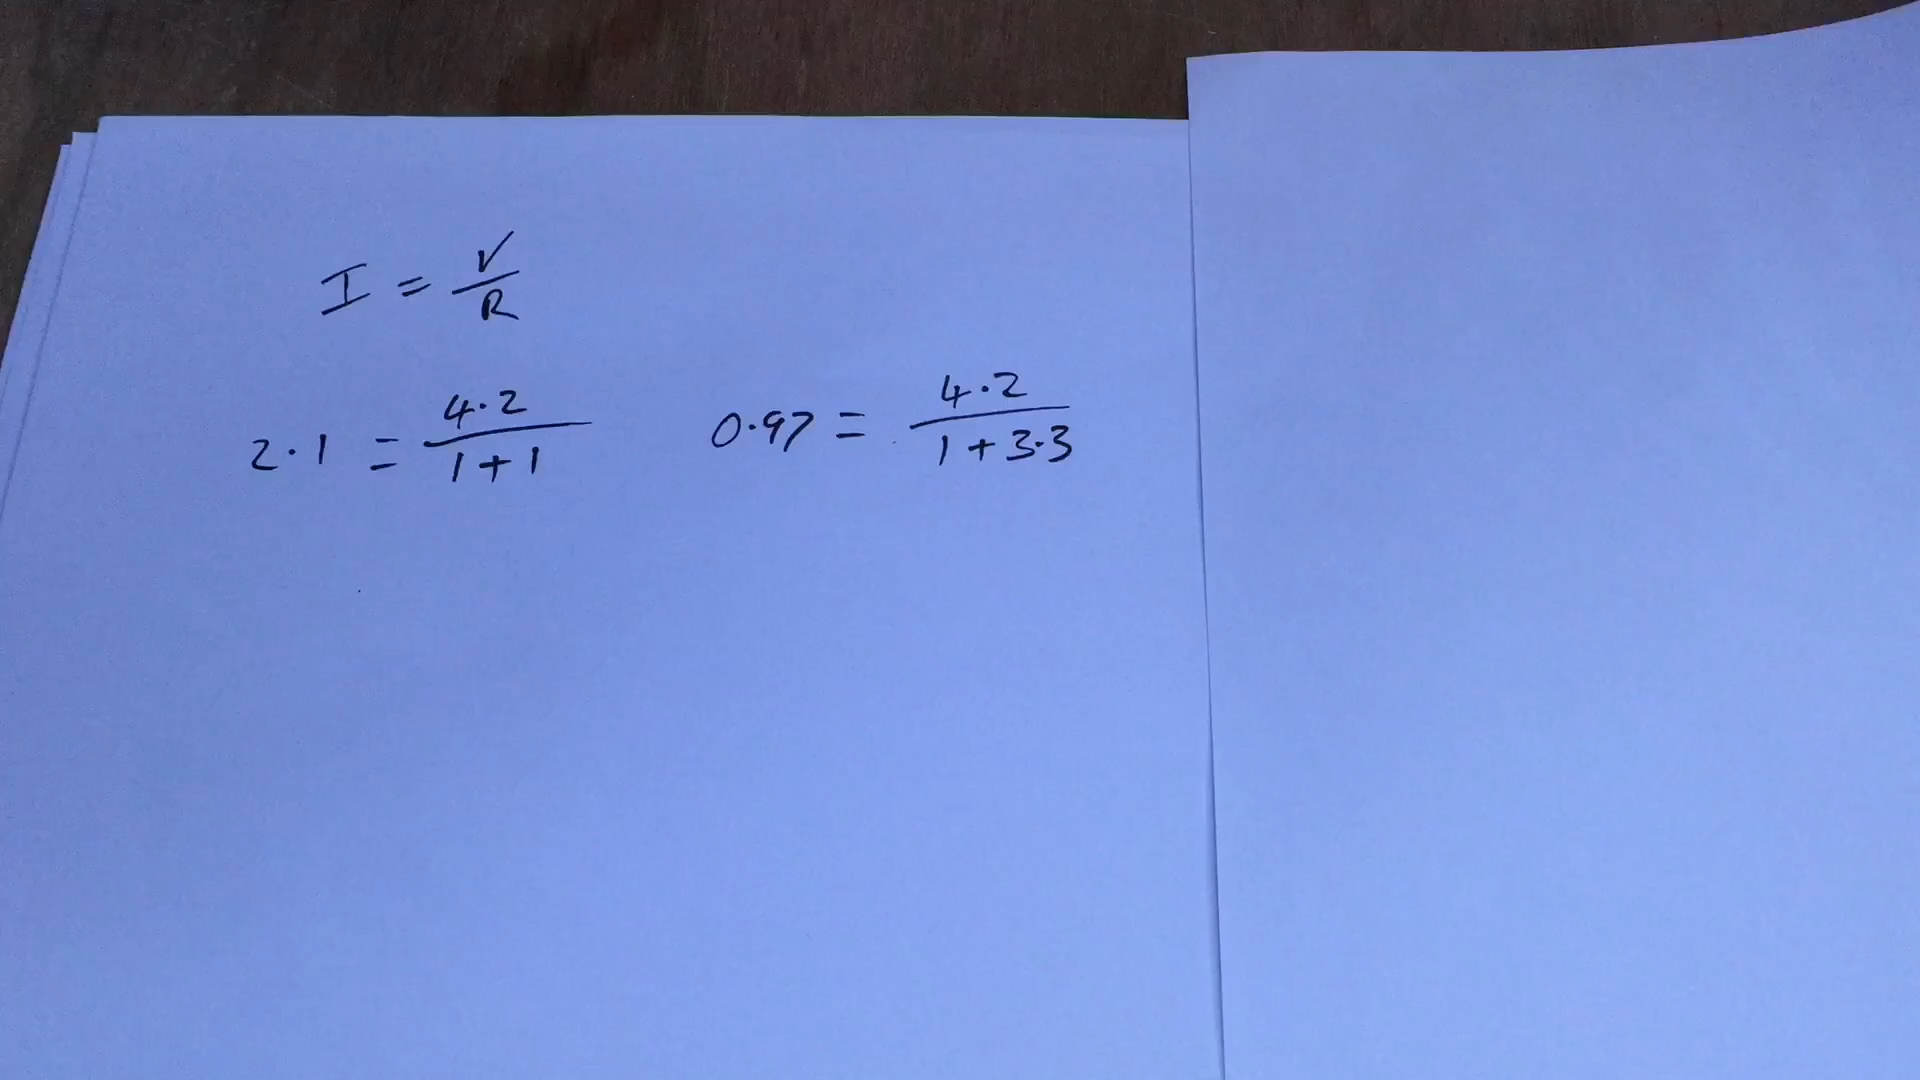 I = V/R
2.1 = 4.2/1+1
0.97 = 4.2/1+3.3